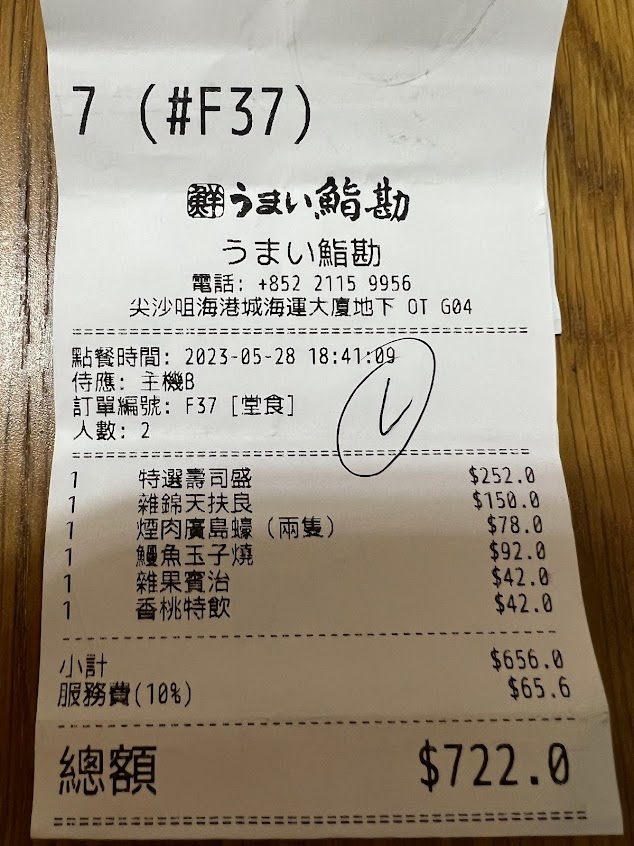 7 (#F37)
鮮 うまい鮨勘
うまい鮨勘
電話: +852 2115 9956
尖沙咀海港城海運大廈地下 OT G04
點餐時間: 2023-05-28 18:41:09
侍應: 主機B
訂單編號: F37 [堂食]
人數: 2
1 特選壽司盛 $252.0
1 雜錦天扶良 $150.0
1 煙肉廣島蠔 (兩隻) $78.0
1 鰻魚玉子燒 $92.0
1 雜果賓治 $42.0
1 香桃特飲 $42.0
小計 $656.0
服務費(10%) $65.6
總額 $722.0